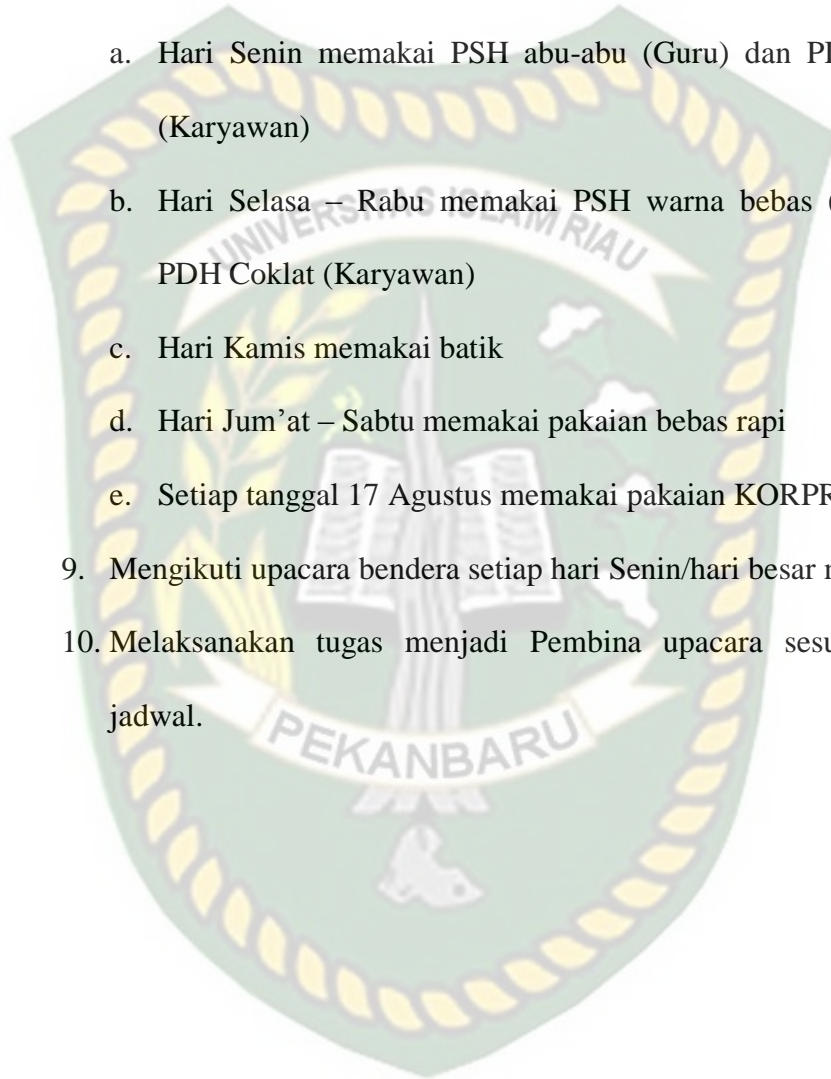 a. Hari Senin memakai PSH abu-abu (Guru) dan
(Karyawan)
b. Hari Selasa – Rabu memakai PSH warna bebas
PDH Coklat (Karyawan)
c. Hari Kamis memakai batik
d. Hari Jum’at – Sabtu memakai pakaian bebas rapi
e. Setiap tanggal 17 Agustus memakai pakaian
9. Mengikuti upacara bendera setiap hari Senin/hari besar
10. Melaksanakan tugas menjadi Pembina upacara
jadwal.
UNIVERSITAS ISLAM RIAU
PEKANBARU